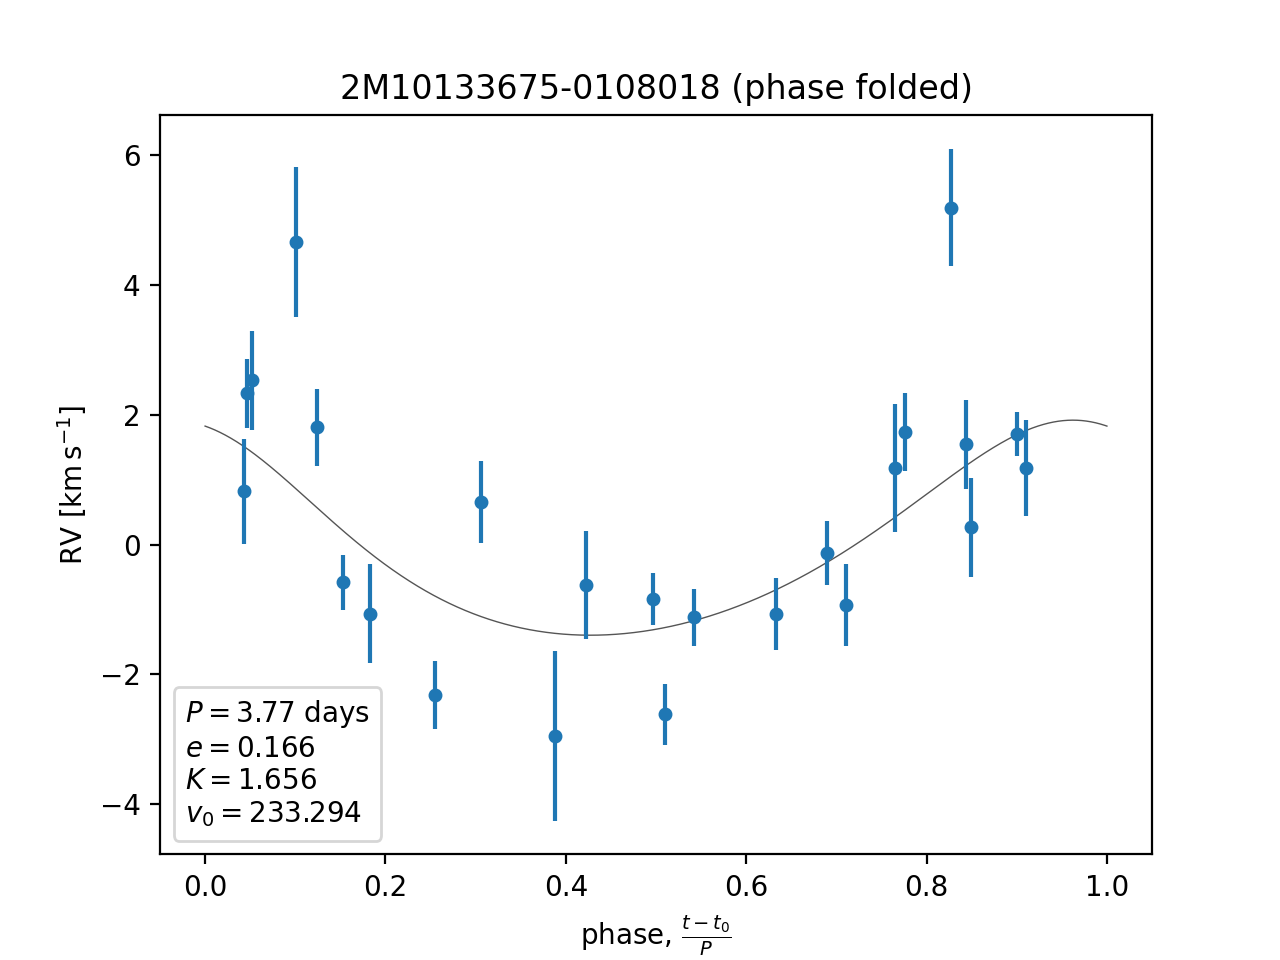 2M10133675-0108018 (phase folded)
RV [km s⁻¹]
6
4
2
0
−2
−4
P = 3.77 days
e = 0.166
K = 1.656
v₀ = 233.294
0.0 0.2 0.4 0.6 0.8 1.0
phase, (t − t₀)/P